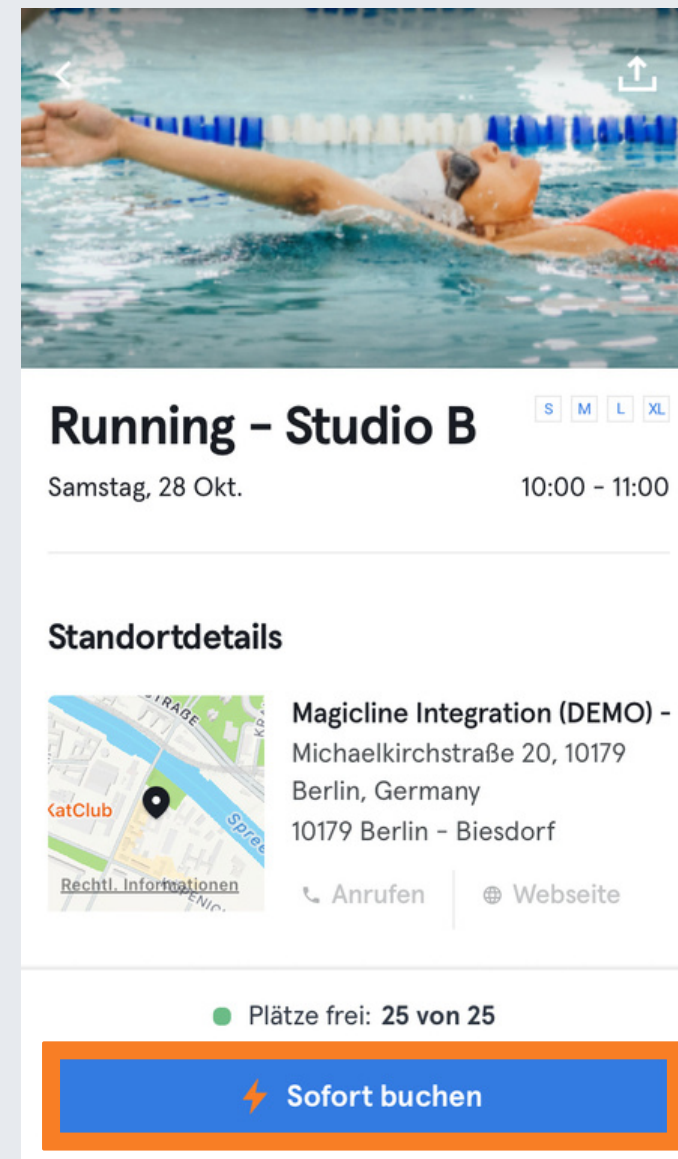 Running – Studio B
S M L XL
Samstag, 28 Okt.
10:00 – 11:00
Standortdetails
KatClub
Spree
Rechtl. Informationen
Magicline Integration (DEMO) -
Michaelkirchstraße 20, 10179
Berlin, Germany
10179 Berlin - Biesdorf
Anrufen
Webseite
Plätze frei: 25 von 25
Sofort buchen